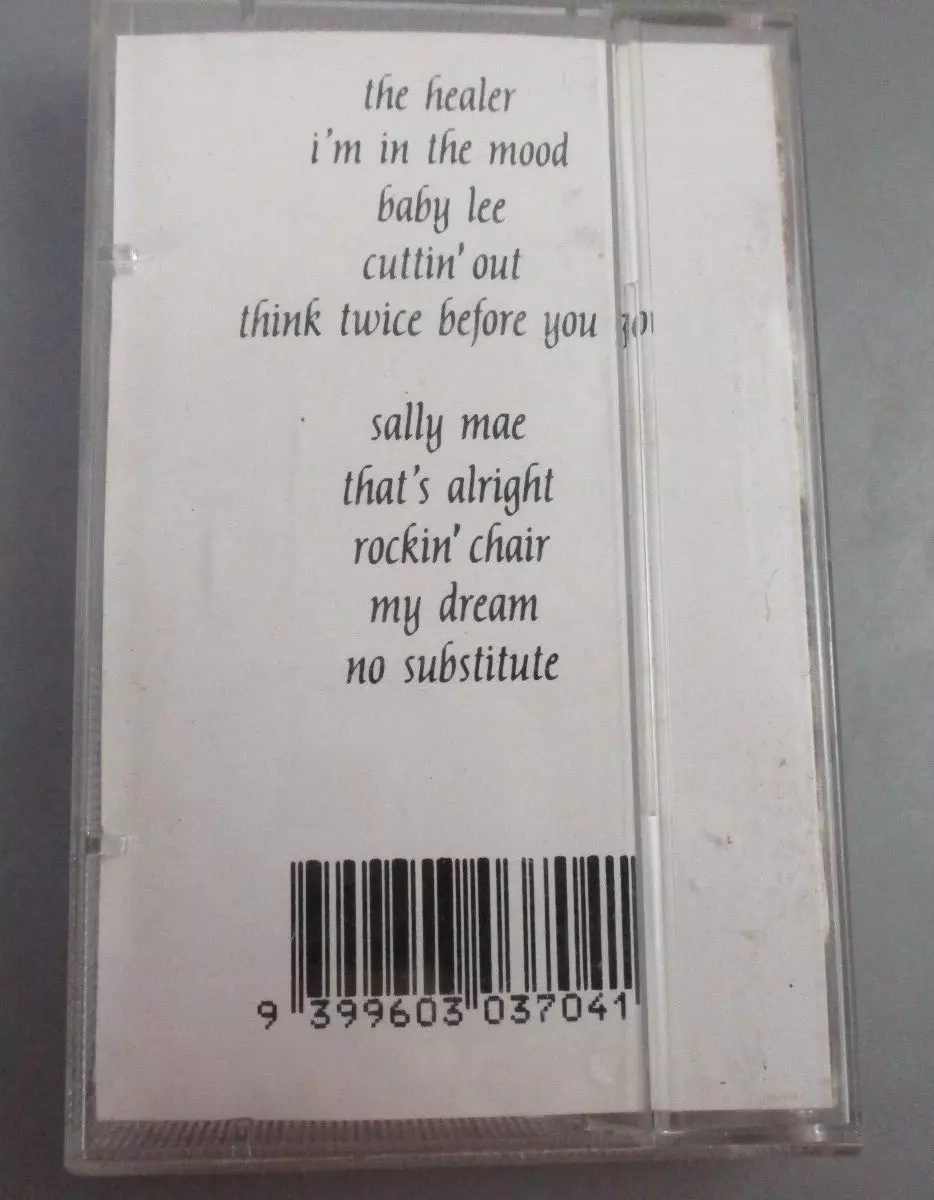 the healer
i'm in the mood
baby lee
cuttin' out
think twice before you go
sally mae
that's alright
rockin' chair
my dream
no substitute
9 399603 037041